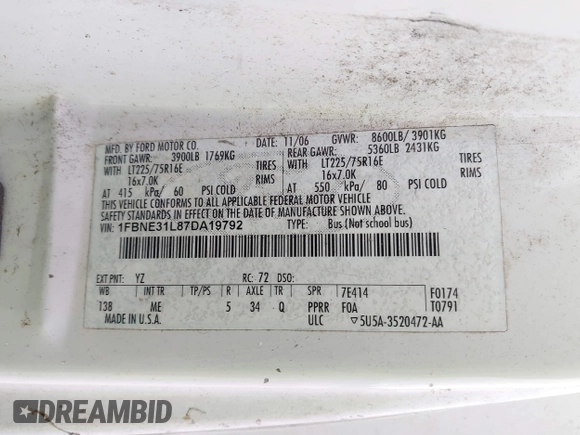 MFD. BY FORD MOTOR CO.
DATE: 11/06 GVWR: 8600LB/ 3901KG
FRONT GAWR: 3900LB 1769KG
REAR GAWR: 5360LB 2431KG
WITH LT225/75R16E TIRES
WITH LT225/75R16E TIRES
16x7.0K RIMS
16x7.0K RIMS
AT 415 kPa/ 60 PSI COLD
AT 550 kPa/ 80 PSI COLD
THIS VEHICLE CONFORMS TO ALL APPLICABLE FEDERAL MOTOR VEHICLE
SAFETY STANDARDS IN EFFECT ON THE DATE OF MANUFACTURE SHOWN ABOVE.
VIN: 1FBNE31L87DA19792 TYPE: Bus (Not school bus)
EXT PNT: YZ RC: 72 DSO:
WB INT TR TP/PS R AXLE TR SPR 7E414 F0174
138 ME 5 34 Q PPRR FOA T0791
MADE IN U.S.A. ULC ▽5U5A-3520472-AA
DREAMBID